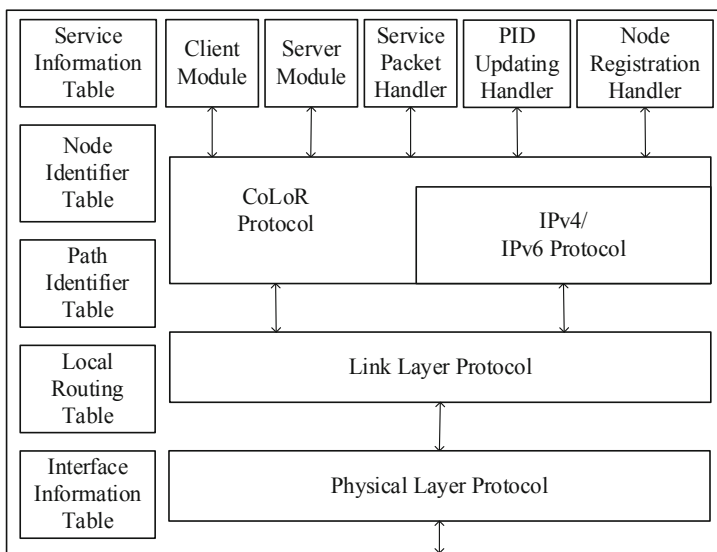 Service
Information
Table
Client
Module
Server
Module
Service
Packet
Handler
PID
Updating
Handler
Node
Registration
Handler
Node
Identifier
Table
CoLoR
Protocol
IPv4/
IPv6 Protocol
Path
Identifier
Table
Local
Routing
Table
Link Layer Protocol
Interface
Information
Table
Physical Layer Protocol